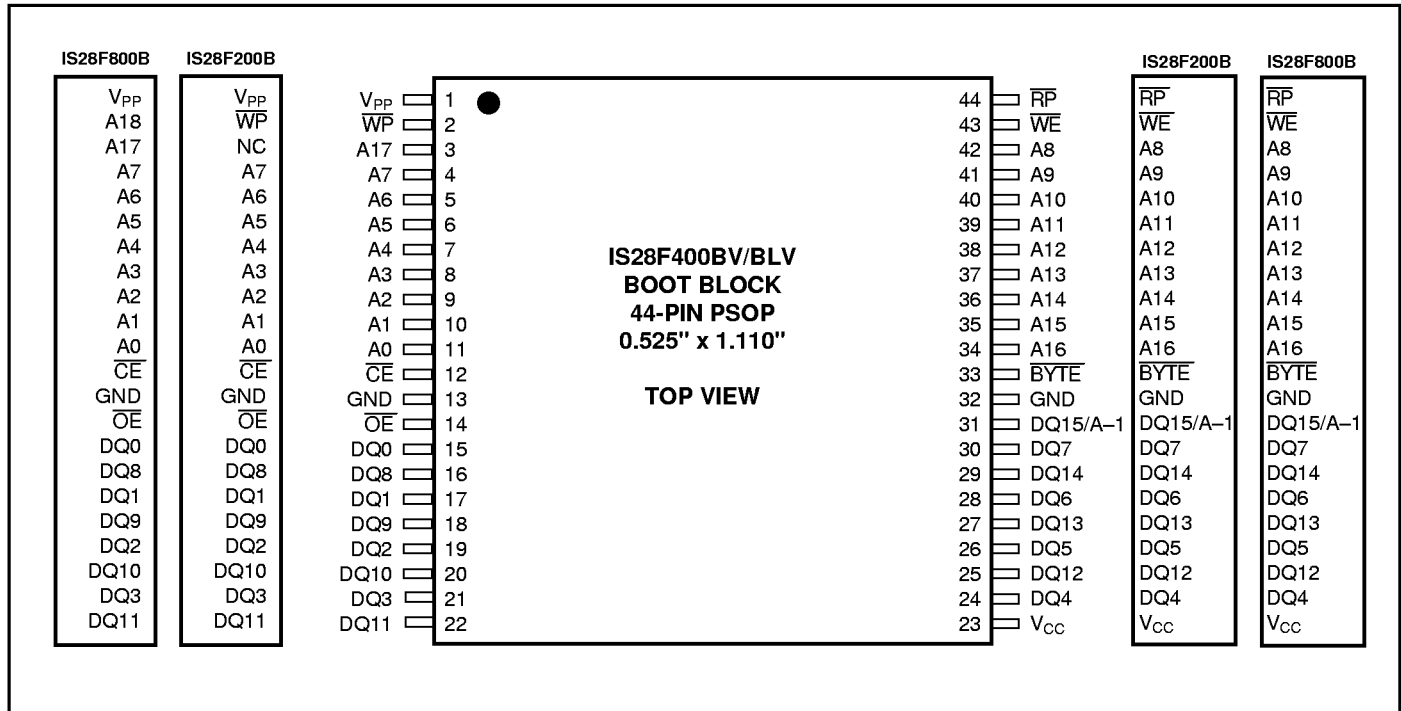 IS28F800B IS28F200B IS28F200B IS28F800B
VPP VPP VPP 1 44 RP RP RP
A18 WP WP 2 43 WE WE WE
A17 NC A17 3 42 A8 A8 A8
A7 A7 A7 4 41 A9 A9 A9
A6 A6 A6 5 40 A10 A10 A10
A5 A5 A5 6 39 A11 A11 A11
A4 A4 A4 7 IS28F400BV/BLV 38 A12 A12 A12
A3 A3 A3 8 BOOT BLOCK 37 A13 A13 A13
A2 A2 A2 9 44-PIN PSOP 36 A14 A14 A14
A1 A1 A1 10 0.525" x 1.110" 35 A15 A15 A15
A0 A0 A0 11 34 A16 A16 A16
CE CE CE 12 33 BYTE BYTE BYTE
GND GND GND 13 TOP VIEW 32 GND GND GND
OE OE OE 14 31 DQ15/A–1 DQ15/A–1 DQ15/A–1
DQ0 DQ0 DQ0 15 30 DQ7 DQ7 DQ7
DQ8 DQ8 DQ8 16 29 DQ14 DQ14 DQ14
DQ1 DQ1 DQ1 17 28 DQ6 DQ6 DQ6
DQ9 DQ9 DQ9 18 27 DQ13 DQ13 DQ13
DQ2 DQ2 DQ2 19 26 DQ5 DQ5 DQ5
DQ10 DQ10 DQ10 20 25 DQ12 DQ12 DQ12
DQ3 DQ3 DQ3 21 24 DQ4 DQ4 DQ4
DQ11 DQ11 DQ11 22 23 VCC VCC VCC